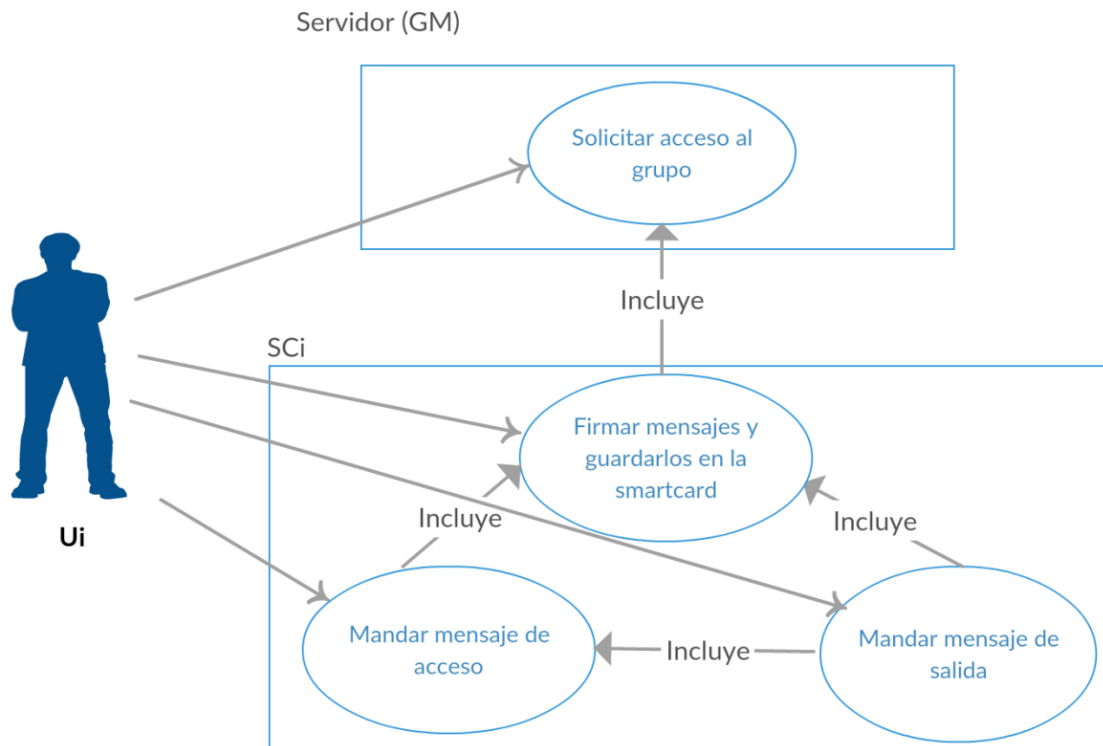 Servidor (GM)
Solicitar acceso al
grupo
Incluye
SCi
Firmar mensajes y
guardarlos en la
smartcard
Incluye
Incluye
Ui
Mandar mensaje de
acceso
Incluye
Mandar mensaje de
salida